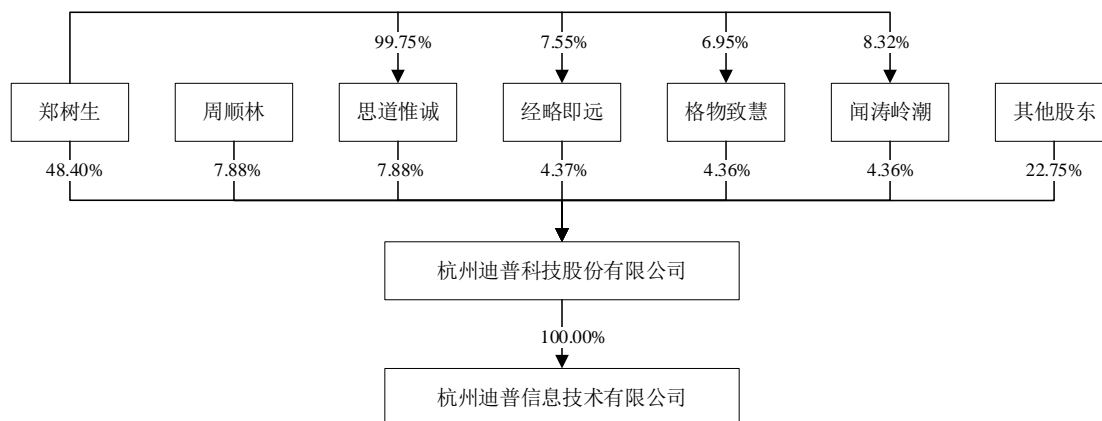 99.75% 7.55% 6.95% 8.32%
郑树生 周顺林 思道惟诚 经略即远 格物致慧 闻涛岭潮 其他股东
48.40% 7.88% 7.88% 4.37% 4.36% 4.36% 22.75%
杭州迪普科技股份有限公司
100.00%
杭州迪普信息技术有限公司